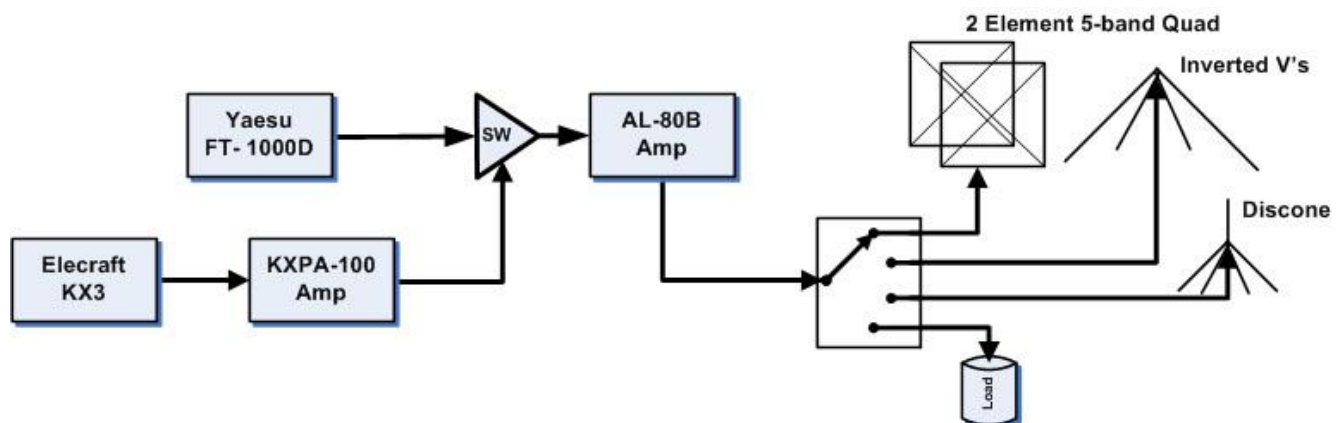 2 Element 5-band Quad
Inverted V's
Yaesu
FT- 1000D
SW
AL-80B
Amp
Discone
Elecraft
KX3
KXPA-100
Amp
Load